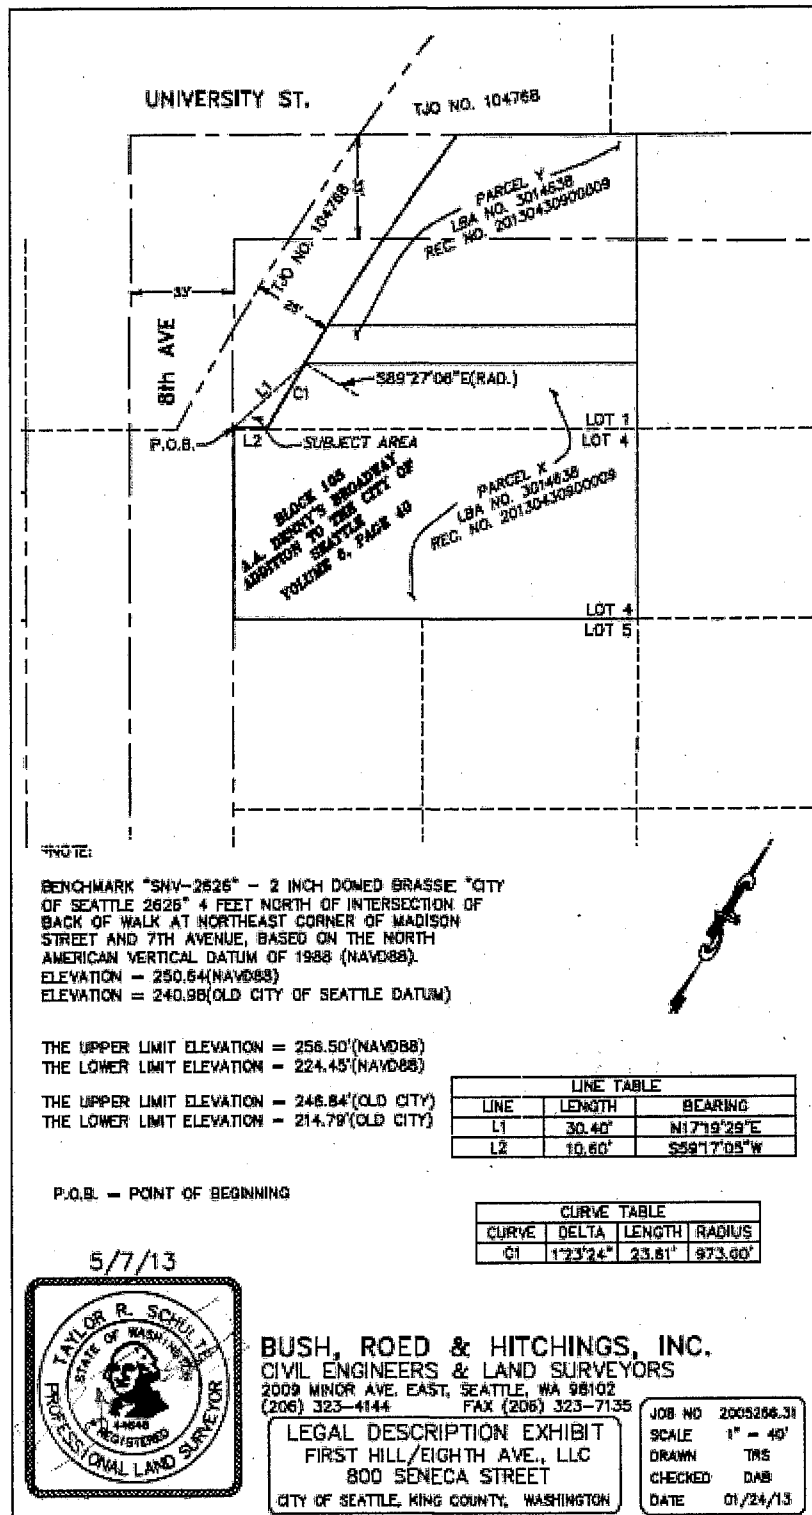 UNIVERSITY ST.
TJO NO. 104768
TJO NO. 104768
33'
PARCEL Y
LBA NO. 3014638
REC. NO. 20130430900009
8th AVE
L1
C1
S89°27'06"E(RAD.)
P.O.B.
L2
SUBJECT AREA
LOT 1
LOT 4
BLOCK 105
A.A. DENNY'S BROADWAY
ADDITION TO THE CITY OF
SEATTLE
VOLUME 6, PAGE 40
PARCEL X
LBA NO. 3014638
REC. NO. 20130430900009
LOT 4
LOT 5
*NOTE:
BENCHMARK "SNV-2626" - 2 INCH DOMED BRASSIE "CITY
OF SEATTLE 2626" 4 FEET NORTH OF INTERSECTION OF
BACK OF WALK AT NORTHEAST CORNER OF MADISON
STREET AND 7TH AVENUE, BASED ON THE NORTH
AMERICAN VERTICAL DATUM OF 1988 (NAVD88).
ELEVATION = 250.64(NAVD88)
ELEVATION = 240.98(OLD CITY OF SEATTLE DATUM)
THE UPPER LIMIT ELEVATION = 256.50'(NAVD88)
THE LOWER LIMIT ELEVATION = 224.45'(NAVD88)
THE UPPER LIMIT ELEVATION = 246.84'(OLD CITY)
THE LOWER LIMIT ELEVATION = 214.79'(OLD CITY)
LINE TABLE
LINE LENGTH BEARING
L1 30.40' N17°19'29"E
L2 10.60' S59°17'05"W
P.O.B. - POINT OF BEGINNING
CURVE TABLE
CURVE DELTA LENGTH RADIUS
C1 1°23'24" 23.61' 973.00'
5/7/13
TAYLOR R. SCHULTE
STATE OF WASHINGTON
44646
REGISTERED
PROFESSIONAL LAND SURVEYOR
BUSH, ROED & HITCHINGS, INC.
CIVIL ENGINEERS & LAND SURVEYORS
2009 MINOR AVE. EAST, SEATTLE, WA 98102
(206) 323-4144 FAX (206) 323-7135
LEGAL DESCRIPTION EXHIBIT
FIRST HILL/EIGHTH AVE., LLC
800 SENECA STREET
CITY OF SEATTLE, KING COUNTY, WASHINGTON
JOB NO 2005266.31
SCALE 1" = 40'
DRAWN TRS
CHECKED DAB
DATE 01/24/13